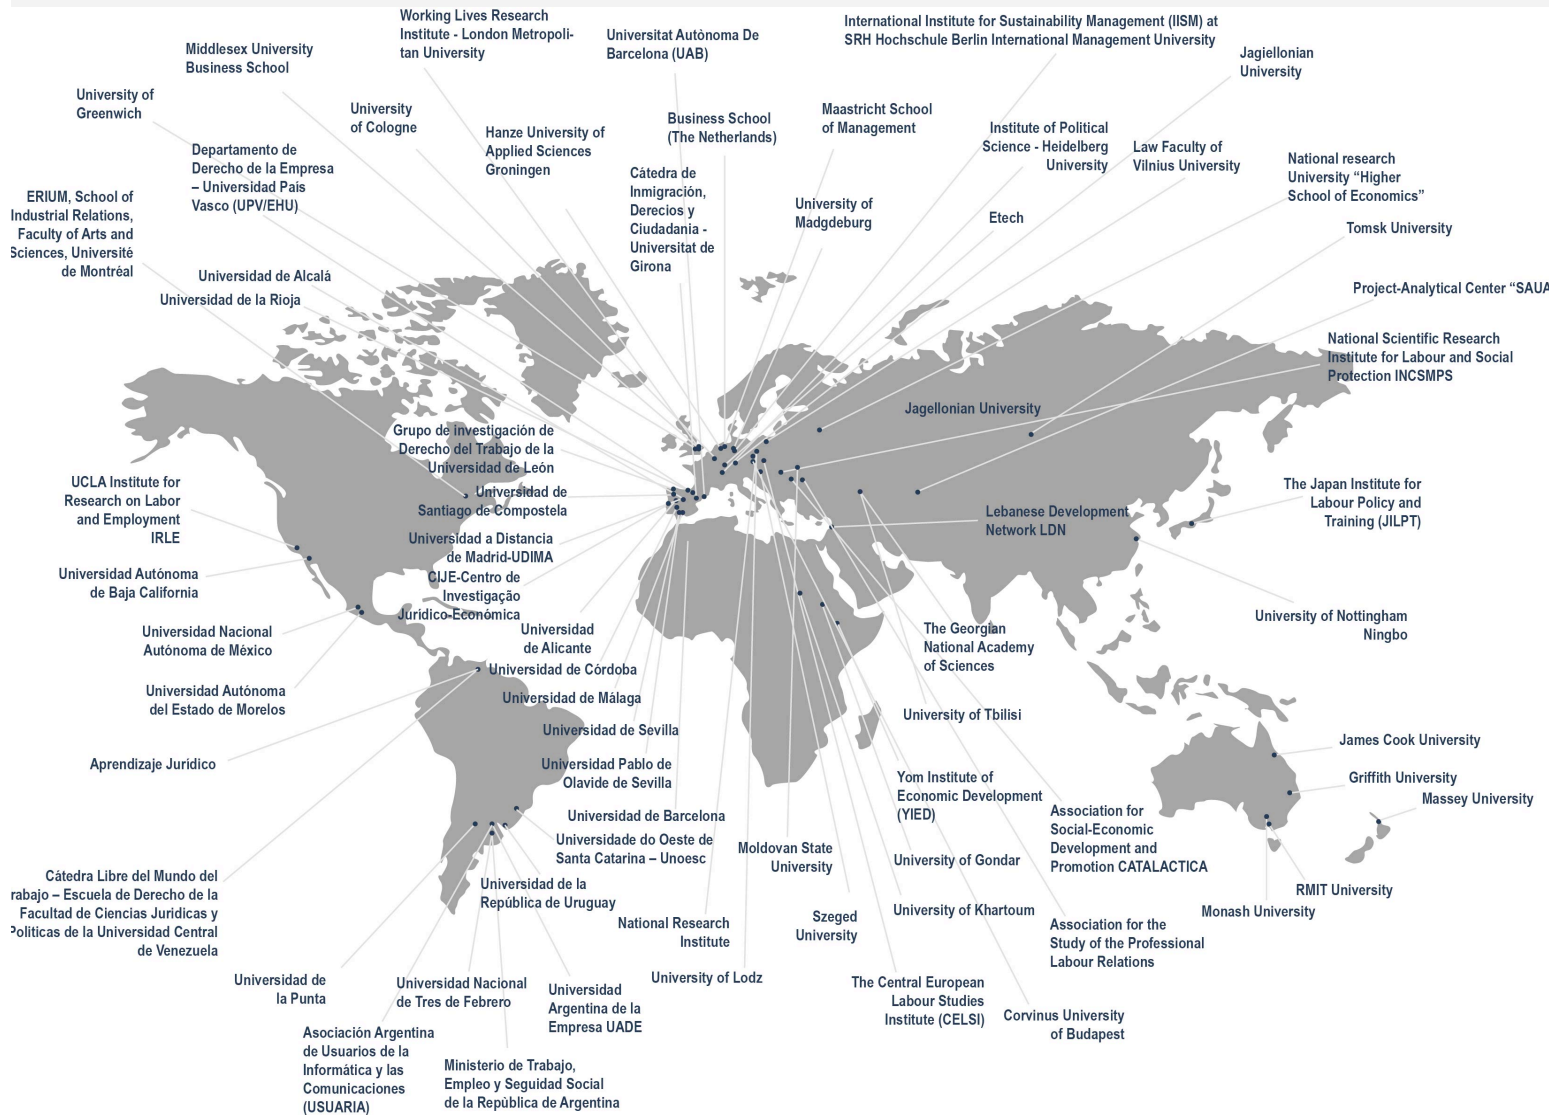 Working Lives Research
Institute - London Metropoli-
tan University
Universitat Autònoma De
Barcelona (UAB)
International Institute for Sustainability Management (IISM) at
SRH Hochschule Berlin International Management University
Middlesex University
Business School
Jagiellonian
University
University of
Greenwich
University
of Cologne
Hanze University of
Applied Sciences
Groningen
Business School
(The Netherlands)
Maastricht School
of Management
Institute of Political
Science - Heidelberg
University
Law Faculty of
Vilnius University
National research
University “Higher
School of Economics”
Departamento de
Derecho de la Empresa
– Universidad País
Vasco (UPV/EHU)
Cátedra de
Inmigración,
Derecios y
Ciudadania -
Universitat de
Girona
University of
Madgdeburg
Etech
Tomsk University
ERIUM, School of
Industrial Relations,
Faculty of Arts and
Sciences, Université
de Montréal
Universidad de Alcalá
Universidad de la Rioja
Project-Analytical Center “SAUA
National Scientific Research
Institute for Labour and Social
Protection INCSMPS
Jagellonian University
Grupo de investigación de
Derecho del Trabajo de la
Universidad de León
UCLA Institute for
Research on Labor
and Employment
IRLE
Universidad de
Santiago de Compostela
Lebanese Development
Network LDN
The Japan Institute for
Labour Policy and
Training (JILPT)
Universidad a Distancia
de Madrid-UDIMA
Universidad Autónoma
de Baja California
CIJE-Centro de
Investigação
Jurídico-Económica
Universidad Nacional
Autónoma de México
Universidad
de Alicante
The Georgian
National Academy
of Sciences
University of Nottingham
Ningbo
Universidad de Córdoba
Universidad Autónoma
del Estado de Morelos
Universidad de Málaga
University of Tbilisi
Universidad de Sevilla
James Cook University
Aprendizaje Jurídico
Universidad Pablo de
Olavide de Sevilla
Yom Institute of
Economic Development
(YIED)
Griffith University
Massey University
Universidad de Barcelona
Association for
Social-Economic
Development and
Promotion CATALACTICA
Universidade do Oeste de
Santa Catarina – Unoesc
Moldovan State
University
University of Gondar
Cátedra Libre del Mundo del
rabajo – Escuela de Derecho de la
Facultad de Ciencias Juridicas y
Politicas de la Universidad Central
de Venezuela
Universidad de la
Repùblica de Uruguay
RMIT University
Monash University
National Research
Institute
Szeged
University
University of Khartoum
Association for the
Study of the Professional
Labour Relations
Universidad de
la Punta
Universidad Nacional
de Tres de Febrero
Universidad
Argentina de la
Empresa UADE
University of Lodz
The Central European
Labour Studies
Institute (CELSI)
Corvinus University
of Budapest
Asociación Argentina
de Usuarios de la
Informática y las
Comunicaciones
(USUARIA)
Ministerio de Trabajo,
Empleo y Seguidad Social
de la Repùblica de Argentina